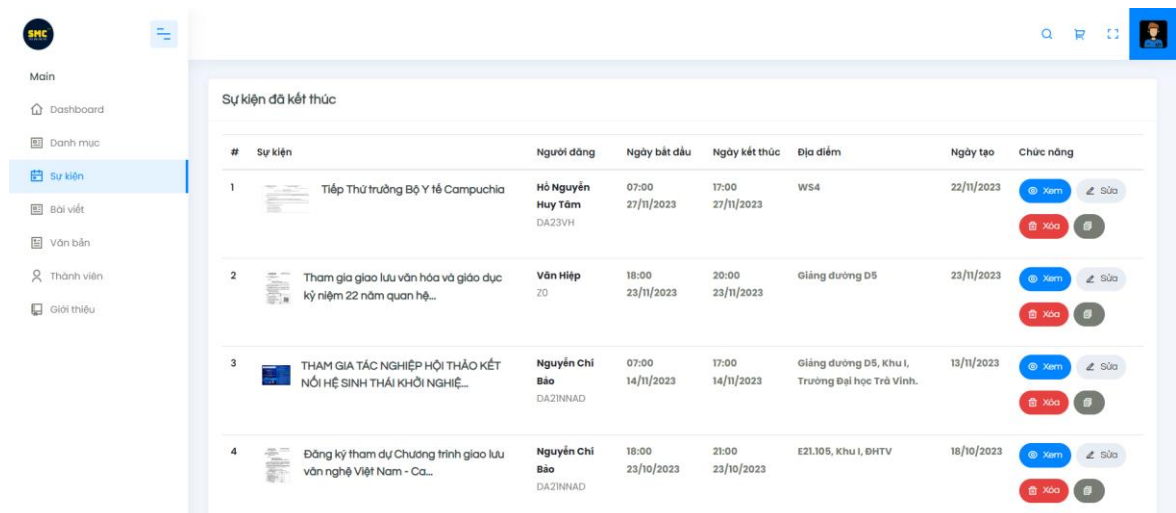 SMC
Main
Dashboard
Danh mục
Sự kiện
Bài viết
Văn bản
Thành viên
Giới thiệu
Sự kiện đã kết thúc
# Sự kiện Người đăng Ngày bắt đầu Ngày kết thúc Địa điểm Ngày tạo Chức năng
1 Tiếp Thứ trưởng Bộ Y tế Campuchia Hồ Nguyễn 07:00 17:00 WS4 22/11/2023 Xem Sửa
Huy Tâm 27/11/2023 27/11/2023
DA23VH Xóa
2 Tham gia giao lưu văn hóa và giáo dục Văn Hiệp 18:00 20:00 Giảng đường D5 23/11/2023 Xem Sửa
kỷ niệm 22 năm quan hệ... Z0 23/11/2023 23/11/2023
Xóa
3 THAM GIA TÁC NGHIỆP HỘI THẢO KẾT Nguyễn Chí 07:00 17:00 Giảng đường D5, Khu I, 13/11/2023 Xem Sửa
NỐI HỆ SINH THÁI KHỞI NGHIỆ... Bảo 14/11/2023 14/11/2023 Trường Đại học Trà Vinh.
DA21NNAD Xóa
4 Đăng ký tham dự Chương trình giao lưu Nguyễn Chí 18:00 21:00 E21.105, Khu I, ĐHTV 18/10/2023 Xem Sửa
văn nghệ Việt Nam - Ca... Bảo 23/10/2023 23/10/2023
DA21NNAD Xóa